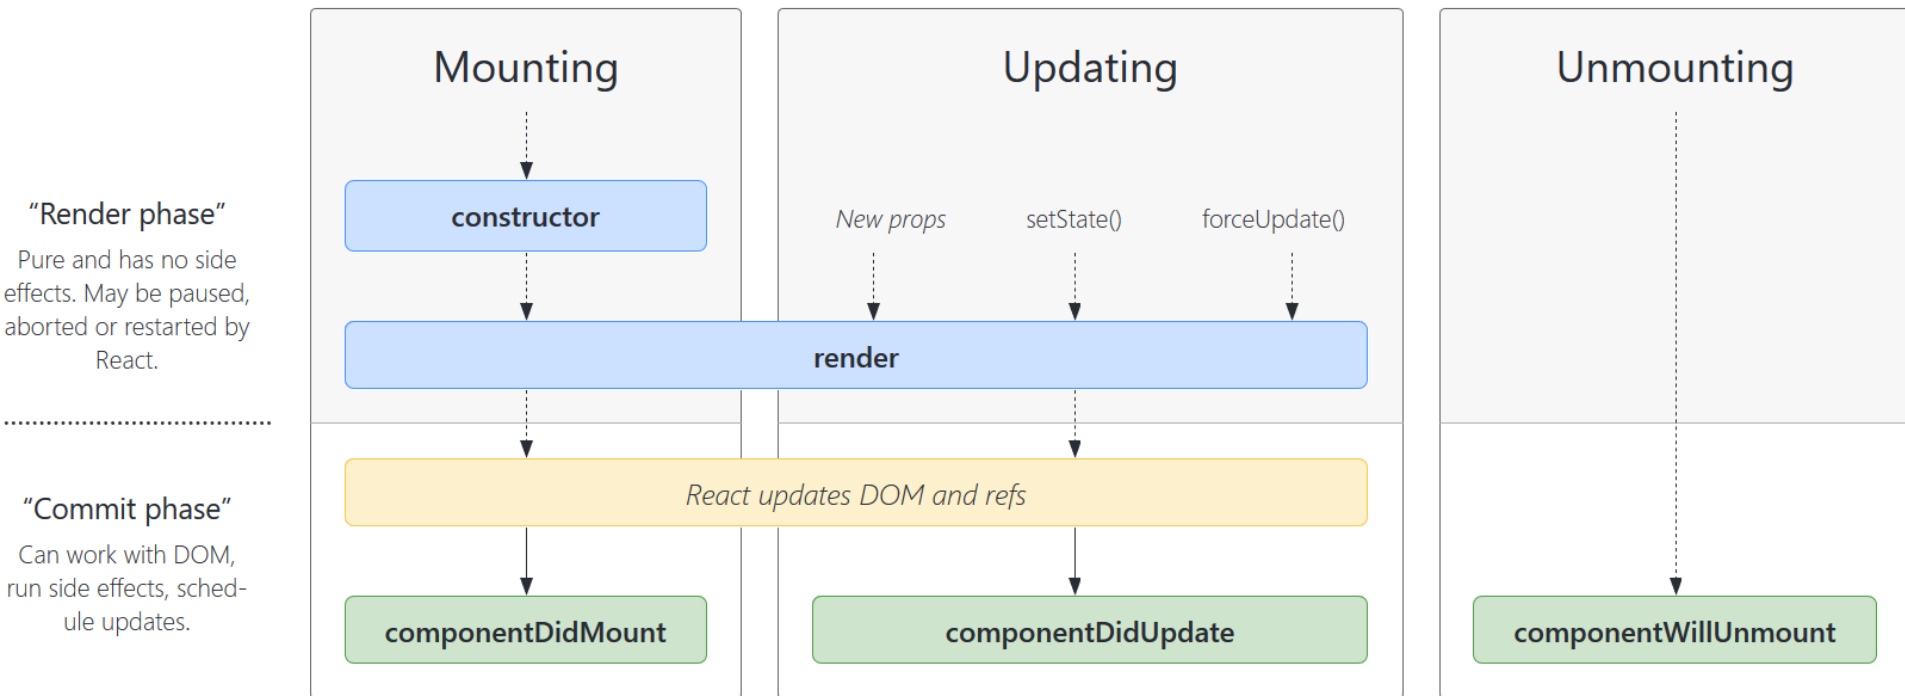 Mounting
Updating
Unmounting
“Render phase”
Pure and has no side
effects. May be paused,
aborted or restarted by
React.
constructor
New props
setState()
forceUpdate()
render
“Commit phase”
Can work with DOM,
run side effects, sched-
ule updates.
React updates DOM and refs
componentDidMount
componentDidUpdate
componentWillUnmount